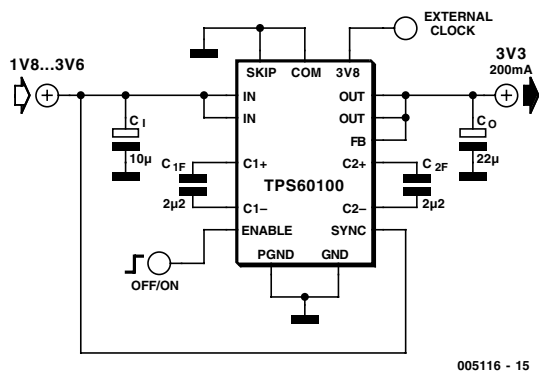 EXTERNAL
CLOCK
1V8...3V6
3V3
200mA
SKIP COM 3V8
IN OUT
IN OUT
FB
CI
10µ
CO
22µ
C1F
2µ2
C1+ C2+
C2F
2µ2
TPS60100
C1– C2–
ENABLE SYNC
PGND GND
OFF/ON
005116 - 15